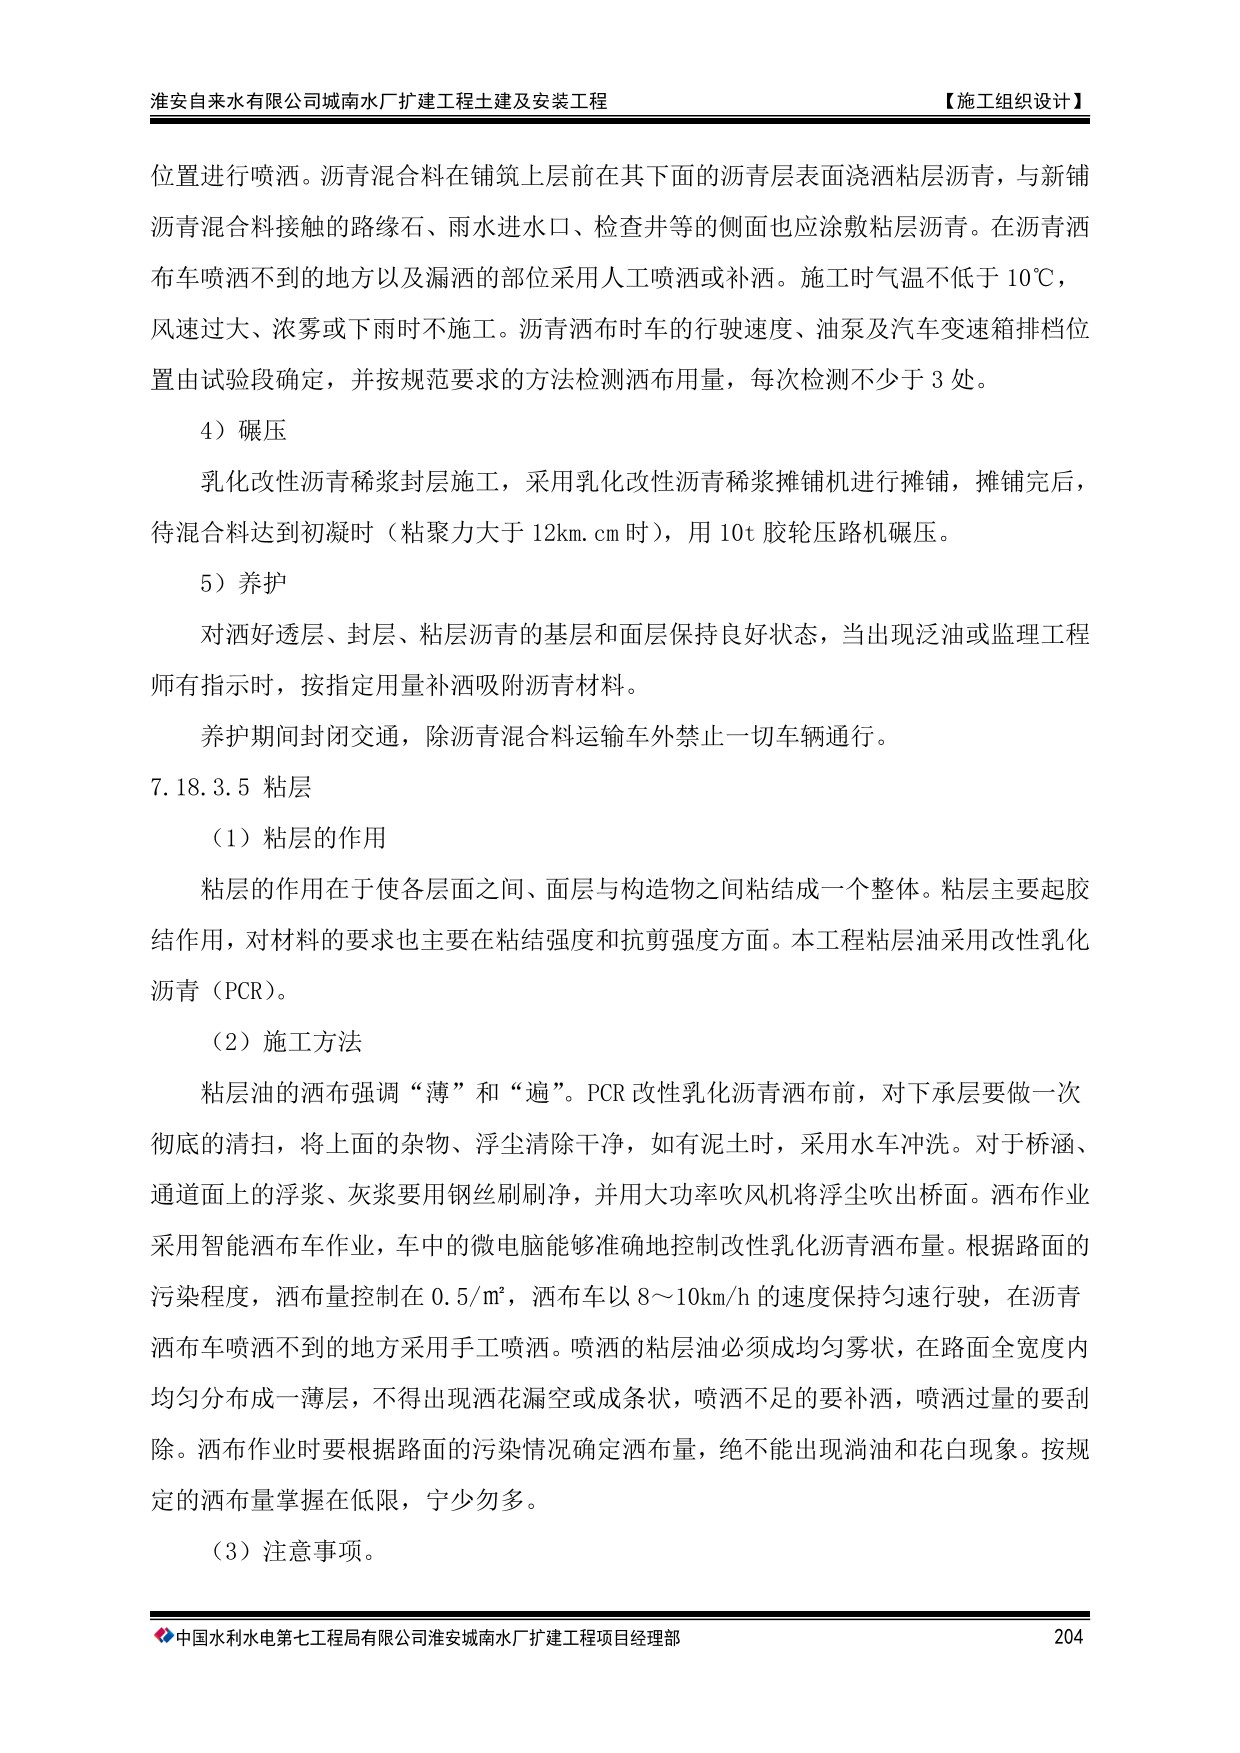 淮安自来水有限公司城南水厂扩建工程土建及安装工程 【施工组织设计】
位置进行喷洒。沥青混合料在铺筑上层前在其下面的沥青层表面浇洒粘层沥青，与新铺
沥青混合料接触的路缘石、雨水进水口、检查井等的侧面也应涂敷粘层沥青。在沥青洒
布车喷洒不到的地方以及漏洒的部位采用人工喷洒或补洒。施工时气温不低于 10℃，
风速过大、浓雾或下雨时不施工。沥青洒布时车的行驶速度、油泵及汽车变速箱排档位
置由试验段确定，并按规范要求的方法检测洒布用量，每次检测不少于 3 处。
4）碾压
乳化改性沥青稀浆封层施工，采用乳化改性沥青稀浆摊铺机进行摊铺，摊铺完后，
待混合料达到初凝时（粘聚力大于 12km.cm 时），用 10t 胶轮压路机碾压。
5）养护
对洒好透层、封层、粘层沥青的基层和面层保持良好状态，当出现泛油或监理工程
师有指示时，按指定用量补洒吸附沥青材料。
养护期间封闭交通，除沥青混合料运输车外禁止一切车辆通行。
7.18.3.5 粘层
（1）粘层的作用
粘层的作用在于使各层面之间、面层与构造物之间粘结成一个整体。粘层主要起胶
结作用，对材料的要求也主要在粘结强度和抗剪强度方面。本工程粘层油采用改性乳化
沥青（PCR）。
（2）施工方法
粘层油的洒布强调“薄”和“遍”。PCR 改性乳化沥青洒布前，对下承层要做一次
彻底的清扫，将上面的杂物、浮尘清除干净，如有泥土时，采用水车冲洗。对于桥涵、
通道面上的浮浆、灰浆要用钢丝刷刷净，并用大功率吹风机将浮尘吹出桥面。洒布作业
采用智能洒布车作业，车中的微电脑能够准确地控制改性乳化沥青洒布量。根据路面的
污染程度，洒布量控制在 0.5/㎡，洒布车以 8～10km/h 的速度保持匀速行驶，在沥青
洒布车喷洒不到的地方采用手工喷洒。喷洒的粘层油必须成均匀雾状，在路面全宽度内
均匀分布成一薄层，不得出现洒花漏空或成条状，喷洒不足的要补洒，喷洒过量的要刮
除。洒布作业时要根据路面的污染情况确定洒布量，绝不能出现淌油和花白现象。按规
定的洒布量掌握在低限，宁少勿多。
（3）注意事项。
中国水利水电第七工程局有限公司淮安城南水厂扩建工程项目经理部 204